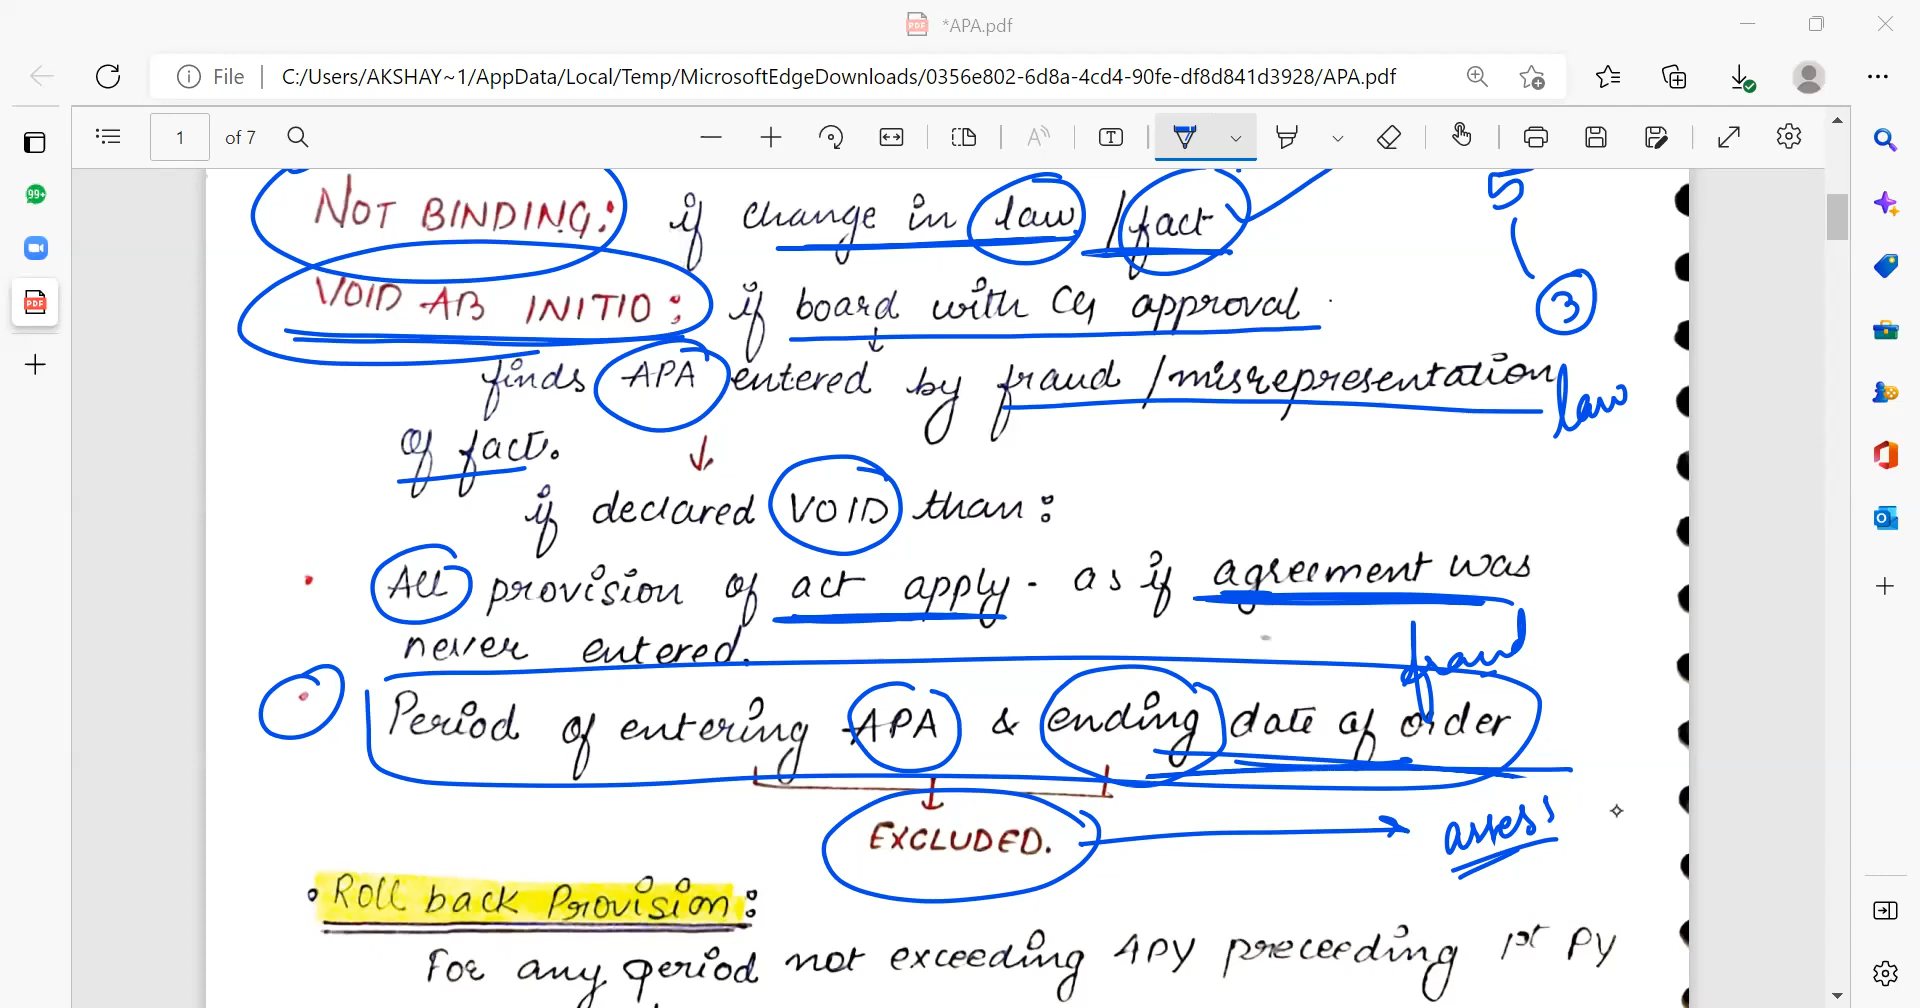 *APA.pdf
File | C:/Users/AKSHAY~1/AppData/Local/Temp/MicrosoftEdgeDownloads/0356e802-6d8a-4cd4-90fe-df8d841d3928/APA.pdf
1 of 7
99+
PDF
NOT BINDING: if change in law / fact
5
3
VOID AB INITIO: if board with CG approval
finds APA entered by fraud / misrepresentation
law
of fact.
if declared VOID than:
• All provision of act apply - as if agreement was
never entered.
fraud
• Period of entering APA & ending date of order
EXCLUDED.
assess
• Roll back Provision:
For any period not exceeding 4PY preceeding 1st PY